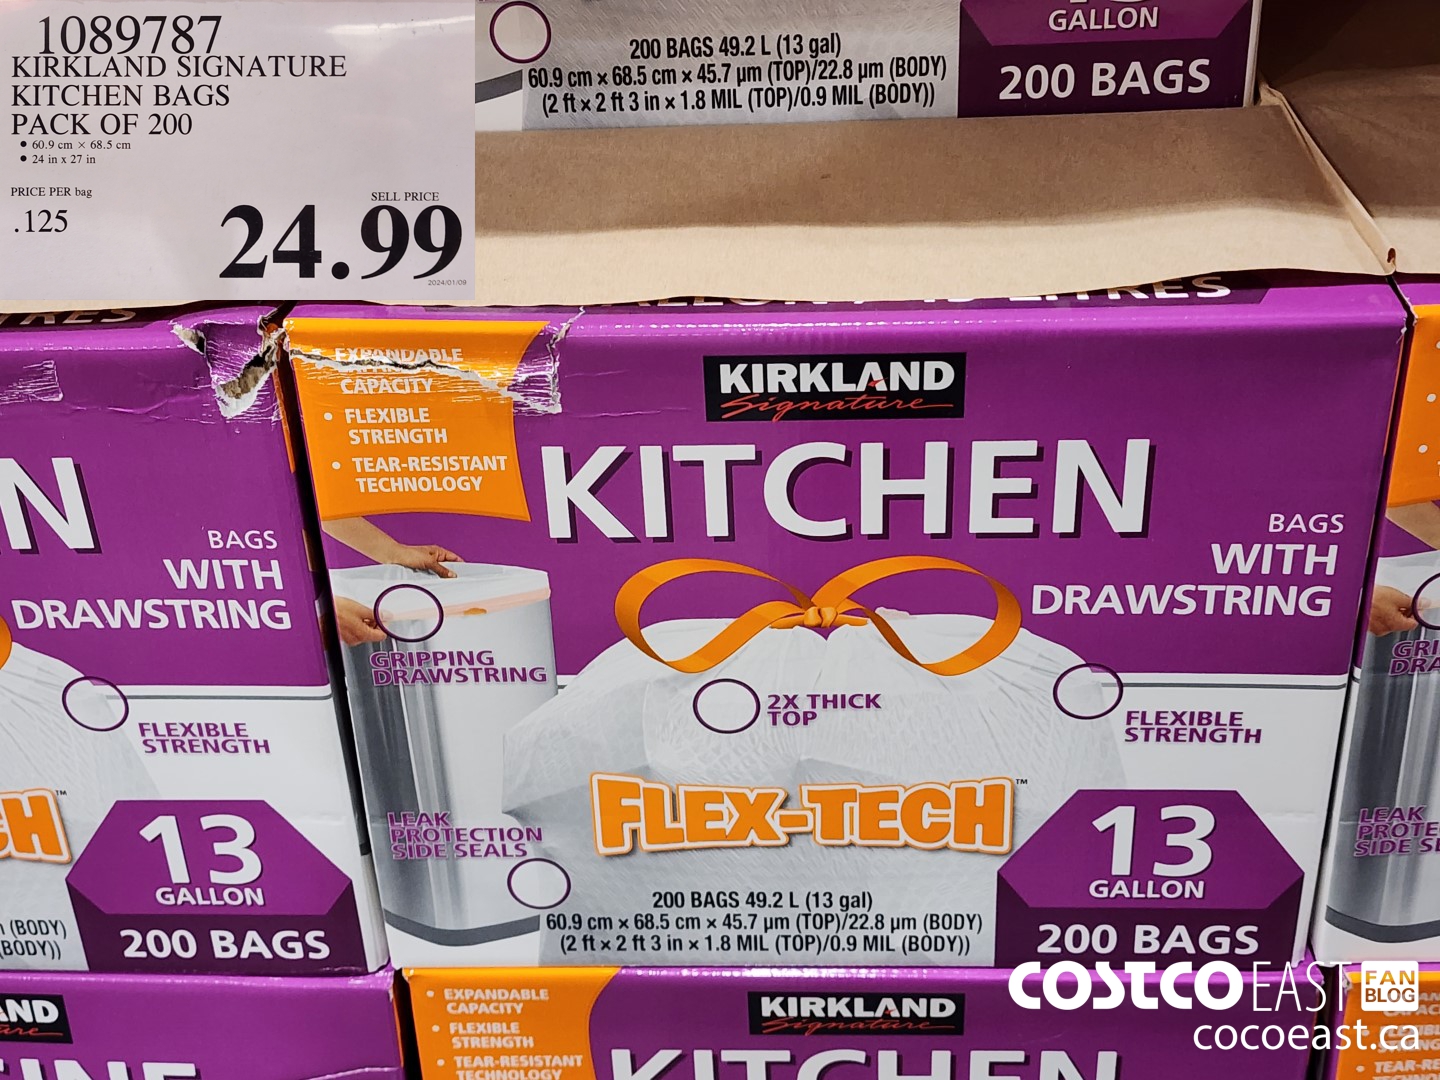 1089787
KIRKLAND SIGNATURE
KITCHEN BAGS
PACK OF 200
• 60.9 cm × 68.5 cm
• 24 in x 27 in
PRICE PER bag
.125
SELL PRICE
24.99
2024/01/09
200 BAGS 49.2 L (13 gal)
60.9 cm × 68.5 cm × 45.7 µm (TOP)/22.8 µm (BODY)
(2 ft × 2 ft 3 in × 1.8 MIL (TOP)/0.9 MIL (BODY))
GALLON
200 BAGS
EXPANDABLE
CAPACITY
• FLEXIBLE
STRENGTH
• TEAR-RESISTANT
TECHNOLOGY
KIRKLAND
Signature
KITCHEN
BAGS
WITH
DRAWSTRING
GRIPPING
DRAWSTRING
2X THICK
TOP
FLEXIBLE
STRENGTH
FLEX-TECH™
LEAK
PROTECTION
SIDE SEALS
13
GALLON
200 BAGS
200 BAGS 49.2 L (13 gal)
60.9 cm × 68.5 cm × 45.7 µm (TOP)/22.8 µm (BODY)
(2 ft × 2 ft 3 in × 1.8 MIL (TOP)/0.9 MIL (BODY))
BAGS
WITH
DRAWSTRING
FLEXIBLE
STRENGTH
13
GALLON
200 BAGS
(BODY)
(BODY))
• EXPANDABLE
CAPACITY
• FLEXIBLE
STRENGTH
• TEAR-RESISTANT
TECHNOLOGY
KIRKLAND
Signature
KITCHEN
LEAK
COSTCO EAST FAN BLOG
cocoeast.ca